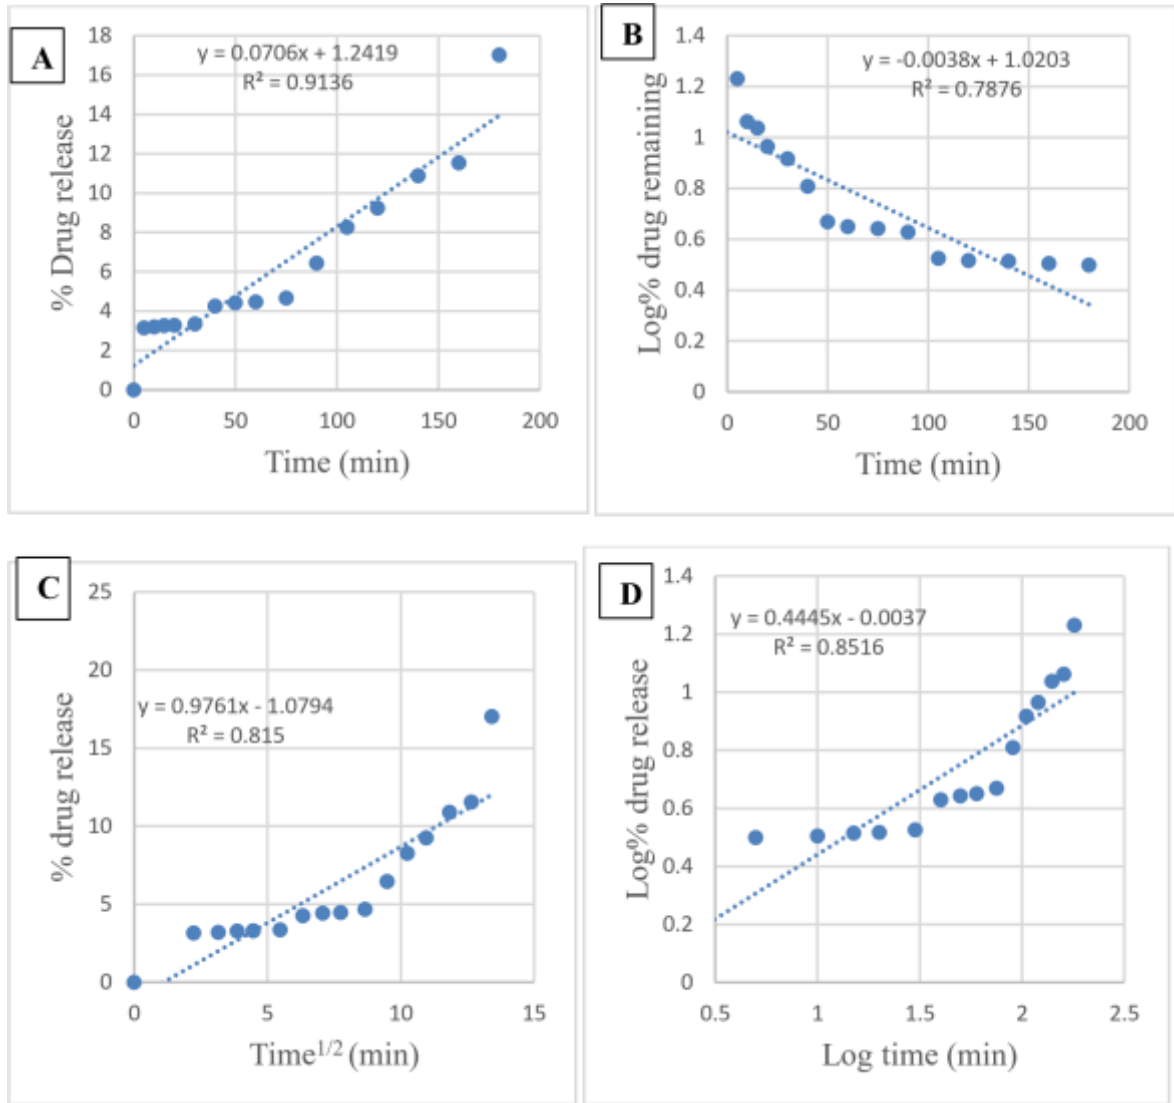 A
y = 0.0706x + 1.2419
R² = 0.9136
18
16
14
12
10
8
6
4
2
0
% Drug release
0 50 100 150 200
Time (min)
B
y = -0.0038x + 1.0203
R² = 0.7876
1.4
1.2
1
0.8
0.6
0.4
0.2
0
Log% drug remaining
0 50 100 150 200
Time (min)
C
y = 0.9761x - 1.0794
R² = 0.815
25
20
15
10
5
0
% drug release
0 5 10 15
Time¹/² (min)
D
y = 0.4445x - 0.0037
R² = 0.8516
1.4
1.2
1
0.8
0.6
0.4
0.2
0
Log% drug release
0.5 1 1.5 2 2.5
Log time (min)